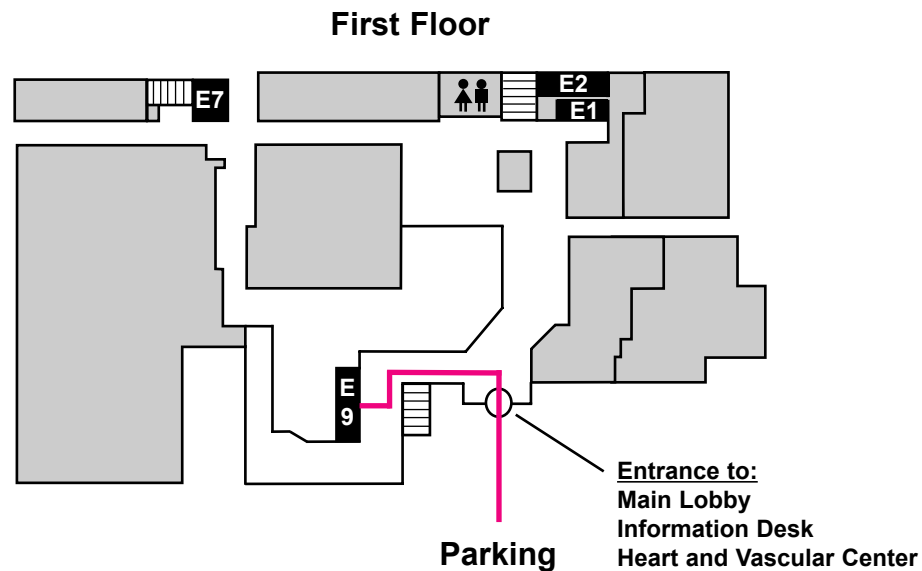 First Floor
E7
E2
E1
E
9
Entrance to:
Main Lobby
Information Desk
Heart and Vascular Center
Parking